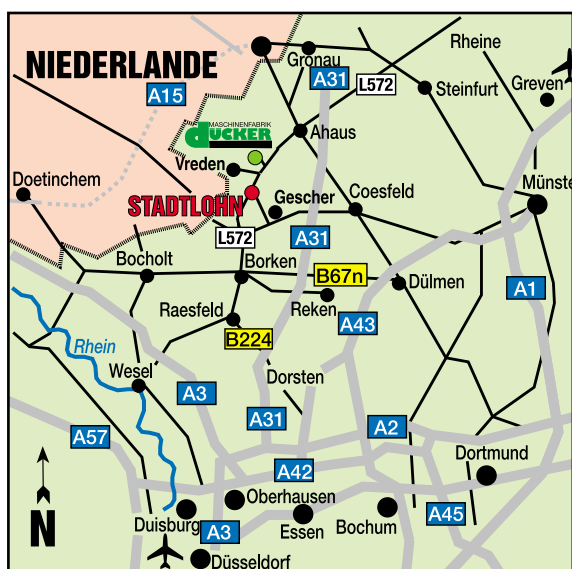 Rheine
Gronau
NIEDERLANDE
A31
L572
Steinfurt
Greven
A15
MASCHINENFABRIK
dÜCKER
Ahaus
Vreden
Doetinchem
STADTLOHN
Gescher
Coesfeld
Münste
L572
A31
Bocholt
Borken
B67n
Dülmen
A1
Raesfeld
Reken
A43
B224
Rhein
Wesel
Dorsten
A3
A31
A2
A57
A42
Dortmund
Oberhausen
Duisburg
A3
Essen
Bochum
A45
N
Düsseldorf